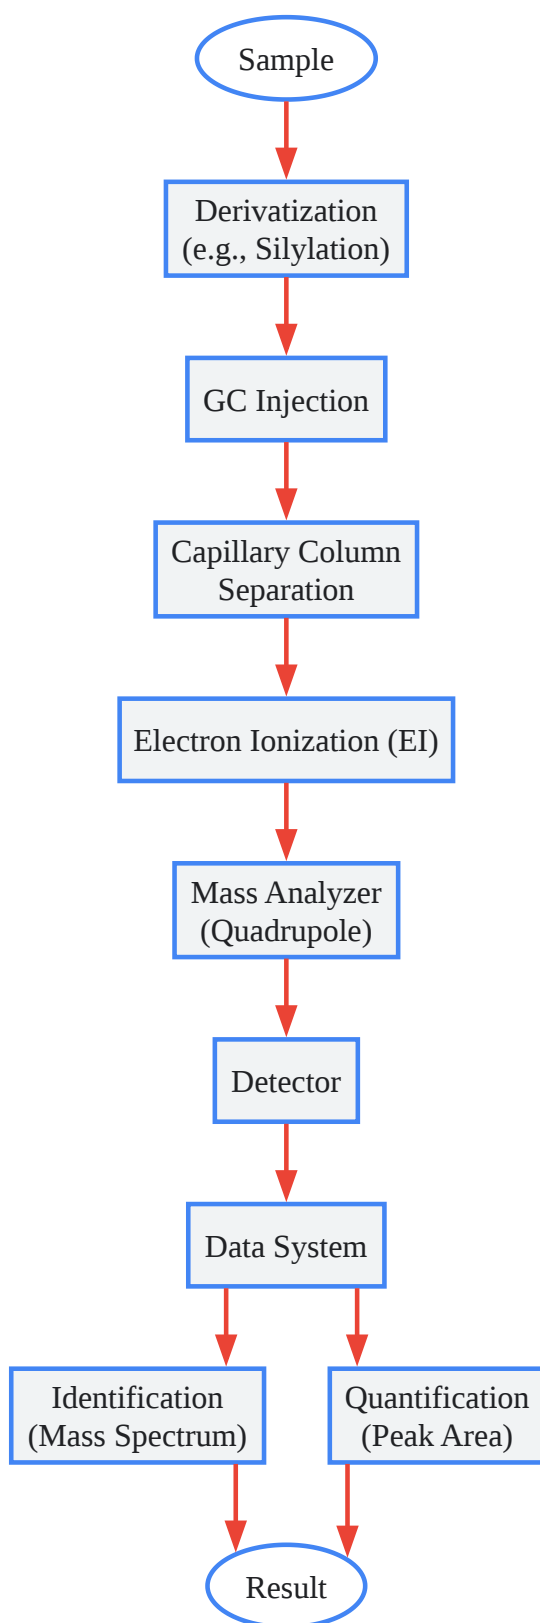 Sample
Derivatization
(e.g., Silylation)
GC Injection
Capillary Column
Separation
Electron Ionization (EI)
Mass Analyzer
(Quadrupole)
Detector
Data System
Identification
(Mass Spectrum)
Quantification
(Peak Area)
Result